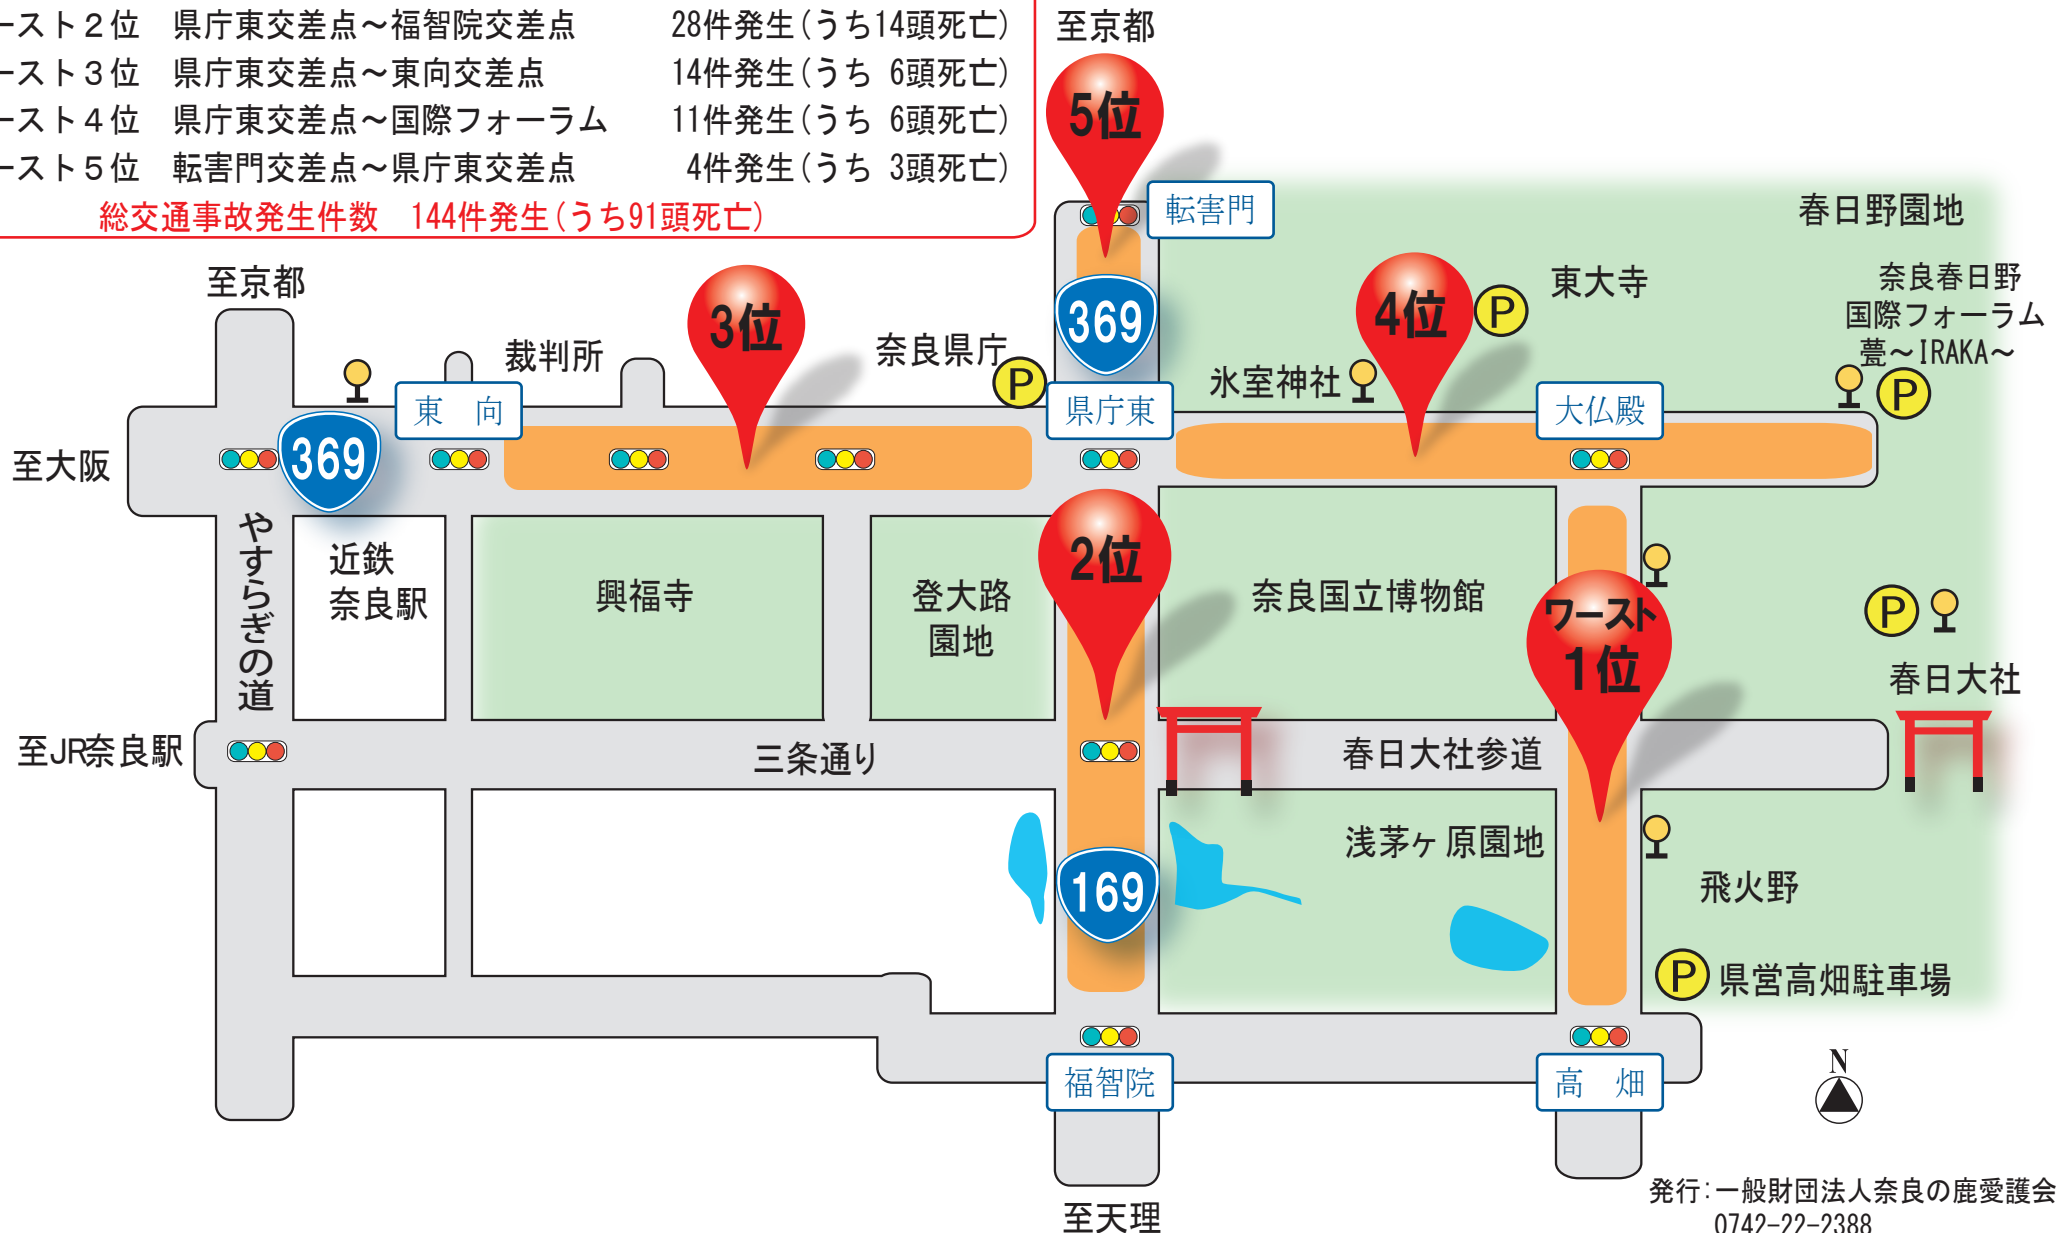 ースト２位　県庁東交差点～福智院交差点　28件発生(うち14頭死亡)
ースト３位　県庁東交差点～東向交差点　14件発生(うち 6頭死亡)
ースト４位　県庁東交差点～国際フォーラム　11件発生(うち 6頭死亡)
ースト５位　転害門交差点～県庁東交差点　4件発生(うち 3頭死亡)
総交通事故発生件数　144件発生(うち91頭死亡)
至京都
5位
転害門
春日野園地
至京都
3位
369
4位
P
東大寺
奈良春日野
国際フォーラム
甍～IRAKA～
裁判所
奈良県庁
P
氷室神社
P
東　向
県庁東
大仏殿
至大阪
369
やすらぎの道
近鉄
奈良駅
興福寺
登大路
園地
2位
奈良国立博物館
ワースト
1位
P
春日大社
至JR奈良駅
三条通り
春日大社参道
169
浅茅ヶ原園地
飛火野
P
県営高畑駐車場
福智院
高　畑
N
至天理
発行：一般財団法人奈良の鹿愛護会
0742-22-2388